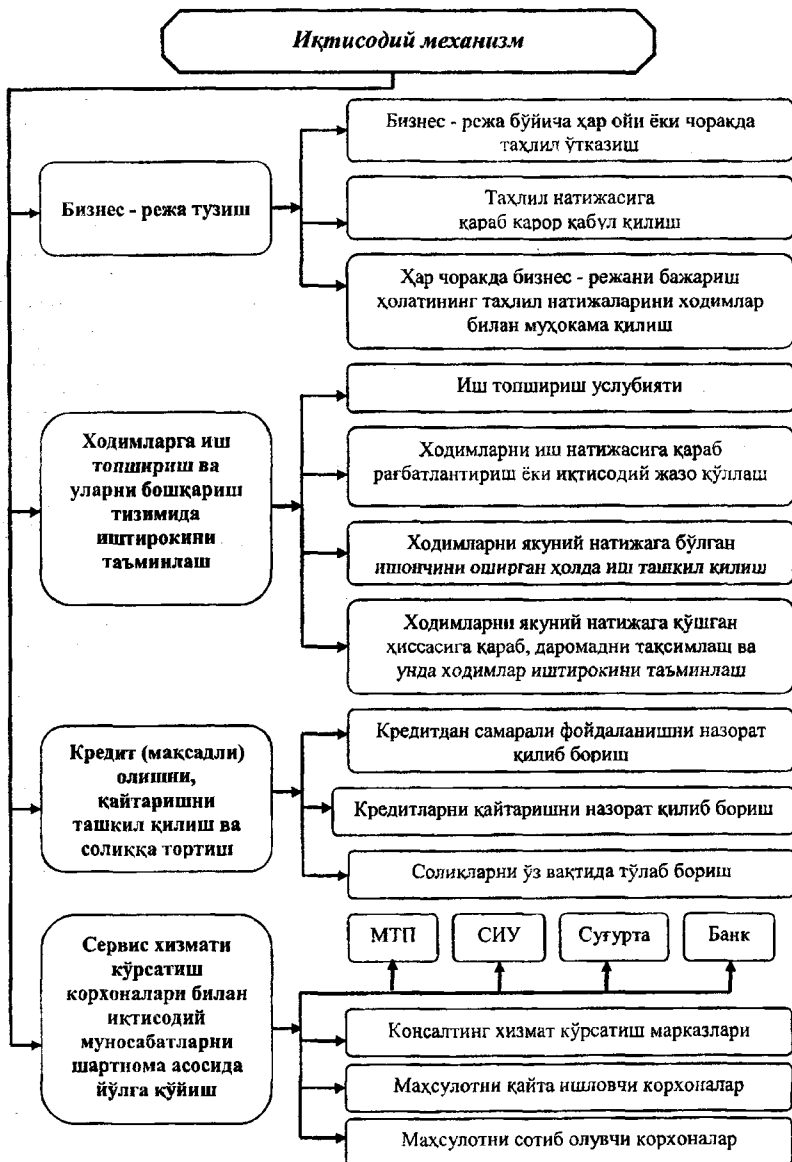 Иқтисодий механизм
Бизнес - режа тузиш
Бизнес - режа бўйича ҳар ойи ёки чоракда
таҳлил ўтказиш
Таҳлил натижасига
қараб карор қабул қилиш
Ҳар чоракда бизнес - режани бажариш
ҳолатининг таҳлил натижаларини ходимлар
билан муҳокама қилиш
Ходимларга иш
топшириш ва
уларни бошқариш
тизимида
иштирокини
таъминлаш
Иш топшириш услубияти
Ходимларни иш натижасига қараб
рағбатлантириш ёки иқтисодий жазо қўллаш
Ходимларни якуний натижага бўлган
ишончини оширган ҳолда иш ташкил қилиш
Ходимларни якуний натижага қўшган
ҳиссасига қараб, даромадни тақсимлаш ва
унда ходимлар иштирокини таъминлаш
Кредит (мақсадли)
олишни,
қайтаришни
ташкил қилиш ва
солиққа тортиш
Кредитдан самарали фойдаланишни назорат
қилиб бориш
Кредитларни қайтаришни назорат қилиб бориш
Солиқларни ўз вақтида тўлаб бориш
Сервис хизмати
кўрсатиш
корхоналари билан
иқтисодий
муносабатларни
шартнома асосида
йўлга қўйиш
МТП
СИУ
Суғурта
Банк
Консалтинг хизмат кўрсатиш марказлари
Маҳсулотни қайта ишловчи корхоналар
Маҳсулотни сотиб олувчи корхоналар